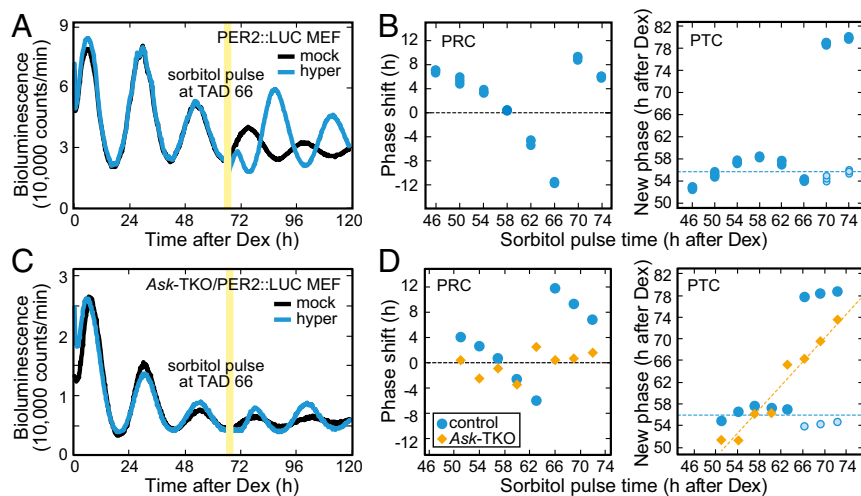 A
PER2::LUC MEF
mock
hyper
sorbitol pulse
at TAD 66
Bioluminescence
(10,000 counts/min)
9
6
3
0
0 24 48 72 96 120
Time after Dex (h)
B
PRC
Phase shift (h)
12
8
4
0
-4
-8
-12
46 50 54 58 62 66 70 74
PTC
New phase (h after Dex)
78
74
70
66
62
58
54
46 50 54 58 62 66 70 74
Sorbitol pulse time (h after Dex)
C
Ask-TKO/PER2::LUC MEF
mock
hyper
sorbitol pulse
at TAD 66
Bioluminescence
(10,000 counts/min)
3
2
1
0
0 24 48 72 96 120
Time after Dex (h)
D
PRC
Phase shift (h)
12
8
4
0
-4
-8
-12
control
Ask-TKO
46 50 54 58 62 66 70 74
PTC
New phase (h after Dex)
78
74
70
66
62
58
54
46 50 54 58 62 66 70 74
Sorbitol pulse time (h after Dex)